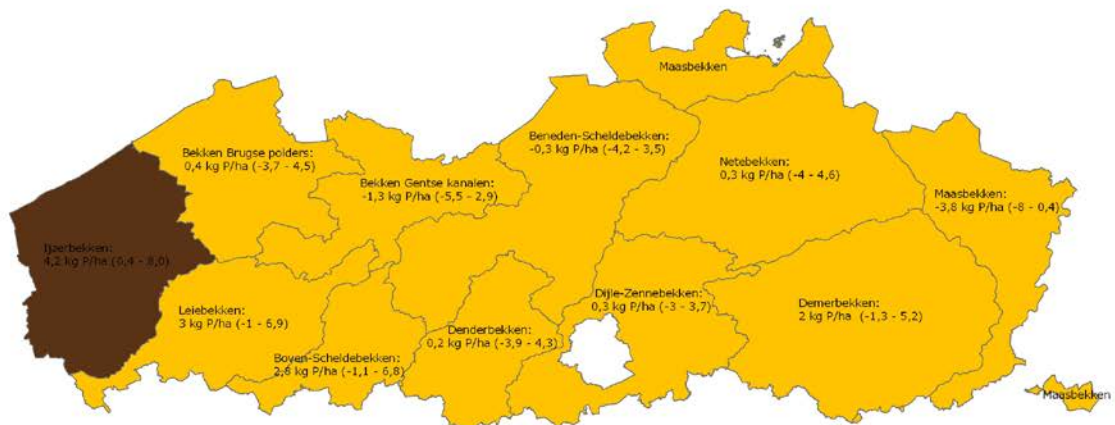 Maasbekken
Bekken Brugse polders:
0,4 kg P/ha (-3,7 - 4,5)
Bekken Gentse kanalen:
-1,3 kg P/ha (-5,5 - 2,9)
Beneden-Scheldebekken:
-0,3 kg P/ha (-4,2 - 3,5)
Netebekken:
0,3 kg P/ha (-4 - 4,6)
Maasbekken:
-3,8 kg P/ha (-8 - 0,4)
Ijzerbekken:
4,2 kg P/ha (0,4 - 8,0)
Leiebekken:
3 kg P/ha (-1 - 6,9)
Boven-Scheldebekken:
2,8 kg P/ha (-1,1 - 6,8)
Denderbekken:
0,2 kg P/ha (-3,9 - 4,3)
Dijle-Zennebekken:
0,3 kg P/ha (-3 - 3,7)
Demerbekken:
2 kg P/ha (-1,3 - 5,2)
Maasbekken